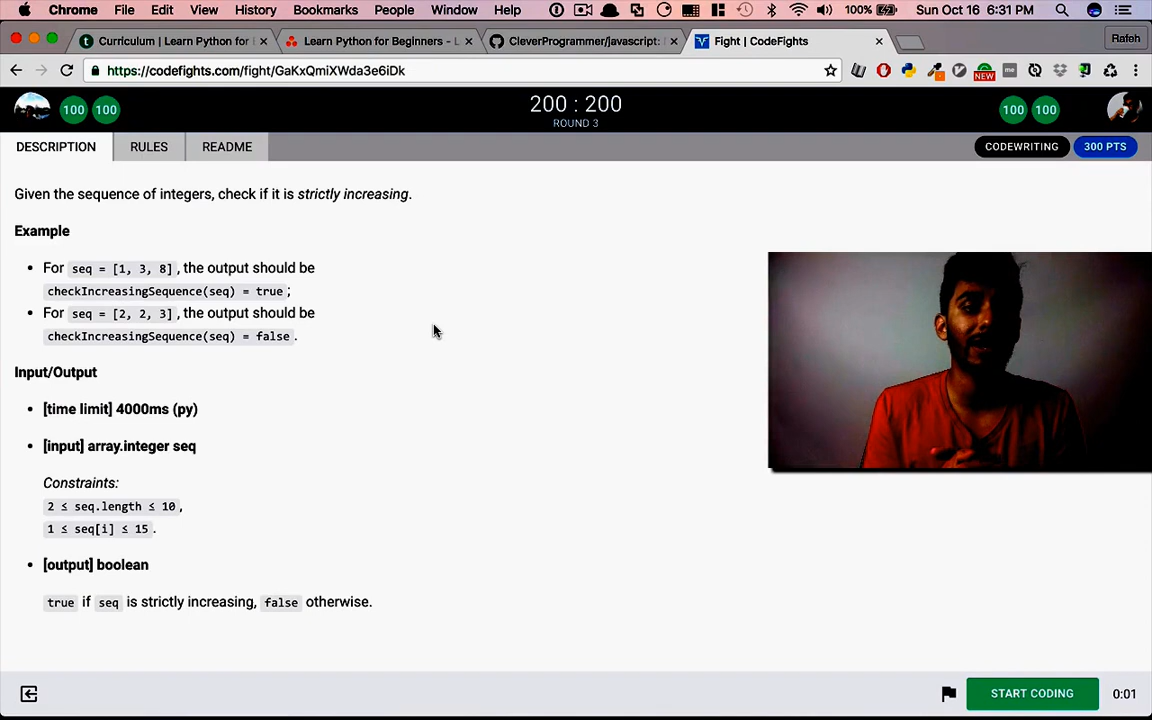 Chrome File Edit View History Bookmarks People Window Help 100% Sun Oct 16 6:31 PM
Curriculum | Learn Python for Learn Python for Beginners - L CleverProgrammer/javascript: Fight | CodeFights Rafeh
https://codefights.com/fight/GaKxQmiXWda3e6iDk NEW me
100 100 200 : 200 100 100
ROUND 3
DESCRIPTION RULES README CODEWRITING 300 PTS
Given the sequence of integers, check if it is strictly increasing.
Example
• For seq = [1, 3, 8], the output should be
checkIncreasingSequence(seq) = true;
• For seq = [2, 2, 3], the output should be
checkIncreasingSequence(seq) = false.
Input/Output
• [time limit] 4000ms (py)
• [input] array.integer seq
Constraints:
2 ≤ seq.length ≤ 10,
1 ≤ seq[i] ≤ 15.
• [output] boolean
true if seq is strictly increasing, false otherwise.
START CODING 0:01